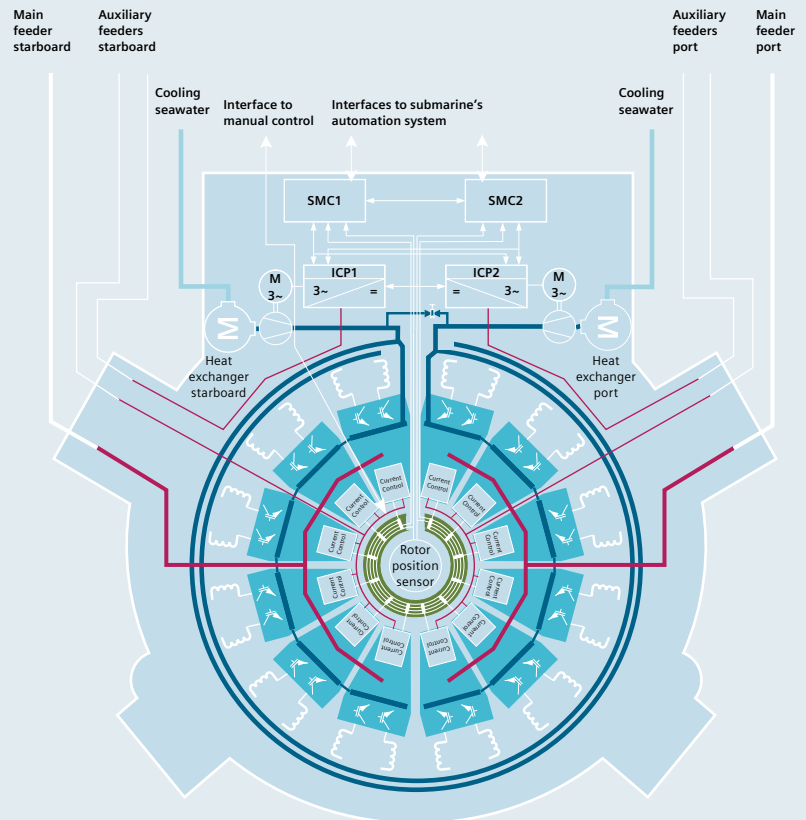 Main
feeder
starboard
Auxiliary
feeders
starboard
Auxiliary
feeders
port
Main
feeder
port
Cooling
seawater
Interface to
manual control
Interfaces to submarine's
automation system
Cooling
seawater
SMC1
SMC2
M
3~
ICP1
3~
=
ICP2
=
3~
M
3~
M
M
Heat
exchanger
starboard
Heat
exchanger
port
Current
Control
Current
Control
Current
Control
Current
Control
Current
Control
Current
Control
Current
Control
Current
Control
Current
Control
Current
Control
Current
Control
Current
Control
Rotor
position
sensor